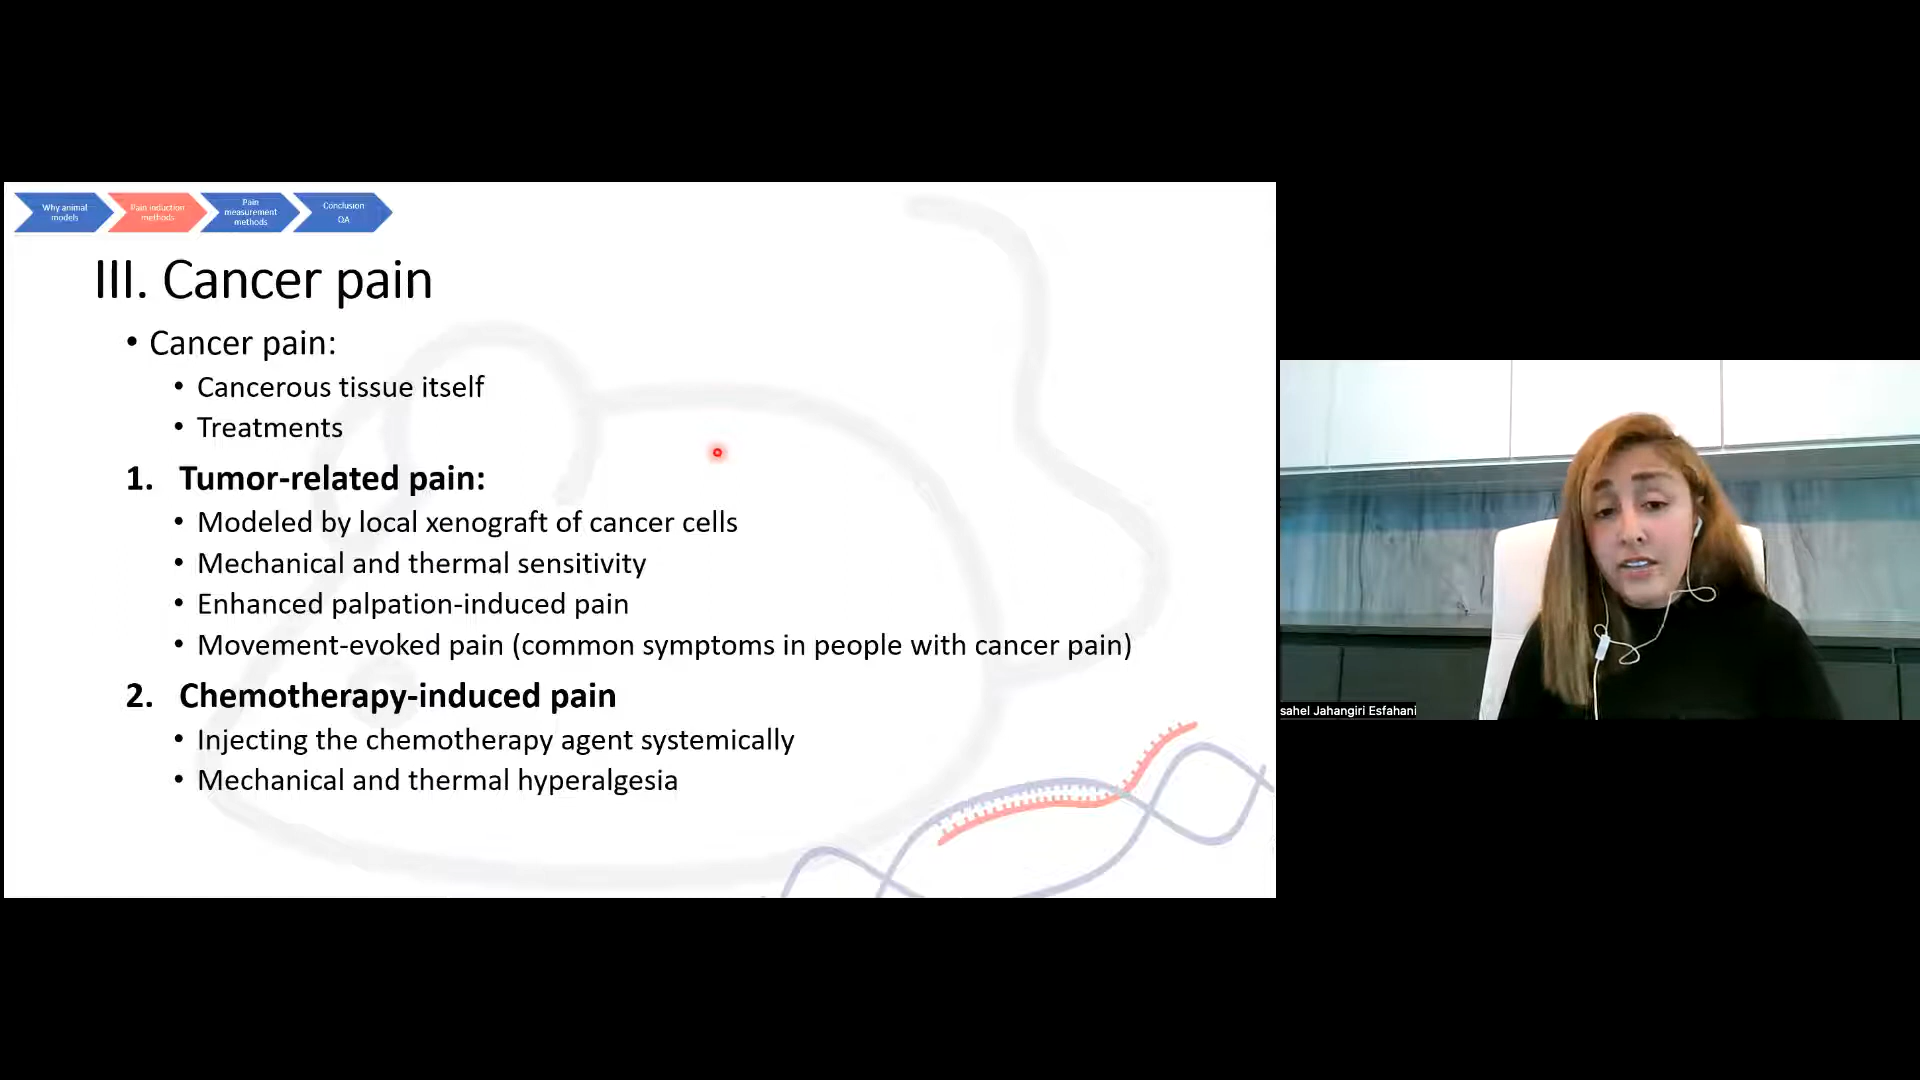 Why animal
models
Pain induction
methods
Pain
measurement
methods
Conclusion
QA
III. Cancer pain
• Cancer pain:
• Cancerous tissue itself
• Treatments
1. Tumor-related pain:
• Modeled by local xenograft of cancer cells
• Mechanical and thermal sensitivity
• Enhanced palpation-induced pain
• Movement-evoked pain (common symptoms in people with cancer pain)
2. Chemotherapy-induced pain
• Injecting the chemotherapy agent systemically
• Mechanical and thermal hyperalgesia
sahel Jahangiri Esfahani